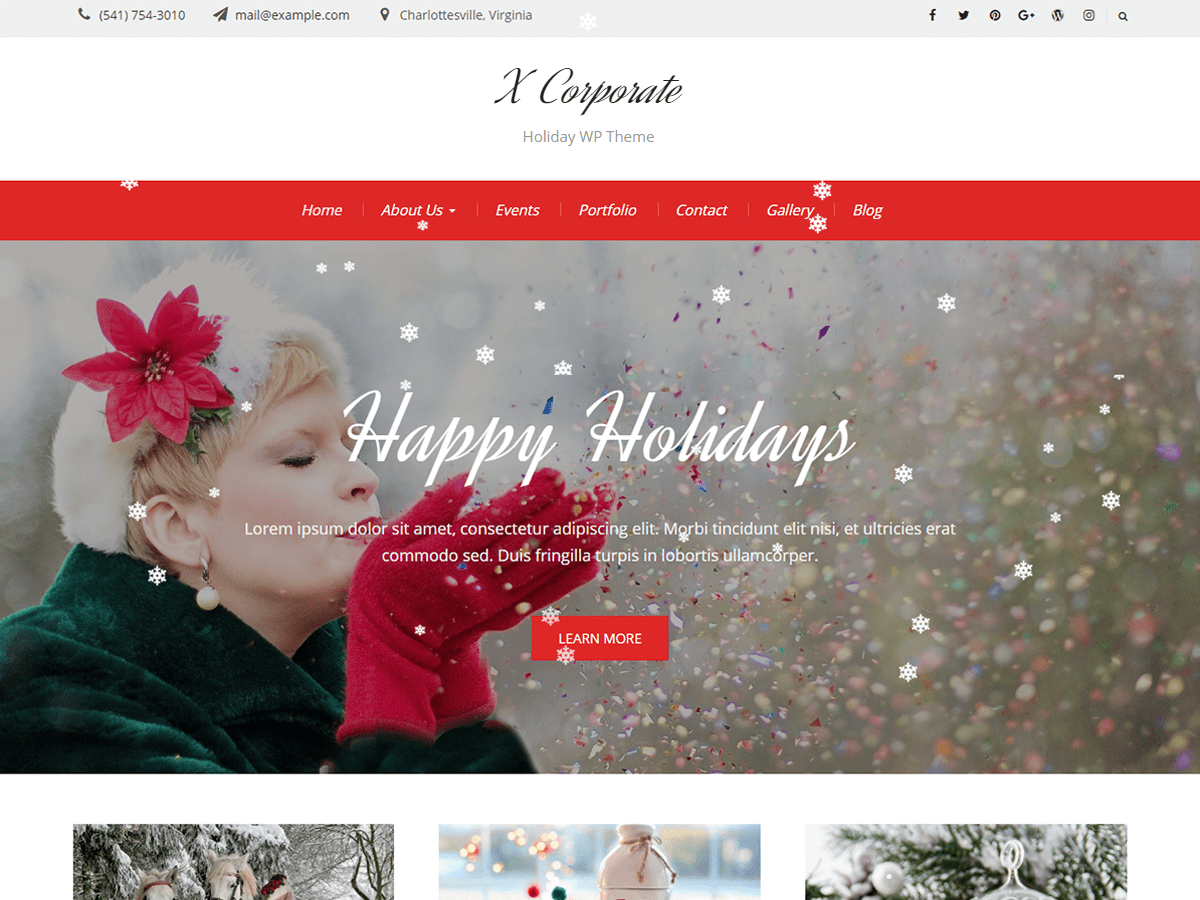 (541) 754-3010 mail@example.com Charlottesville, Virginia
X Corporate
Holiday WP Theme
Home About Us Events Portfolio Contact Gallery Blog
Happy Holidays
Lorem ipsum dolor sit amet, consectetur adipiscing elit. Morbi tincidunt elit nisi, et ultricies erat
commodo sed. Duis fringilla turpis in lobortis ullamcorper.
LEARN MORE